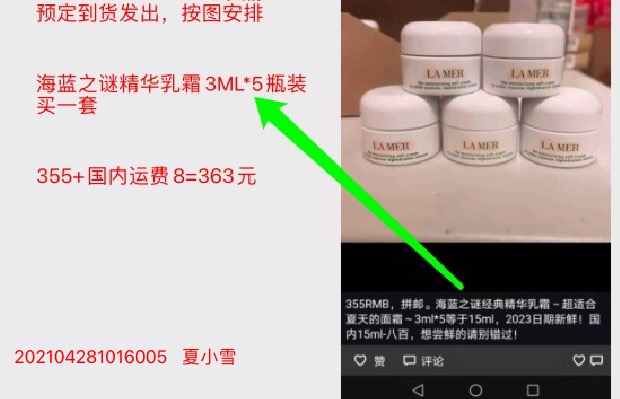 预定到货发出，按图安排
海蓝之谜精华乳霜3ML*5瓶装
买一套
355+国内运费8=363元
202104281016005 夏小雪
LA MER
LA MER
LA MER
LA MER
LA MER
355RMB，拼邮。海蓝之谜经典精华乳霜~超适合
夏天的面霜~3ml*5等于15ml，2023日期新鲜！国
内15ml-八百，想尝鲜的请别错过！
赞 评论